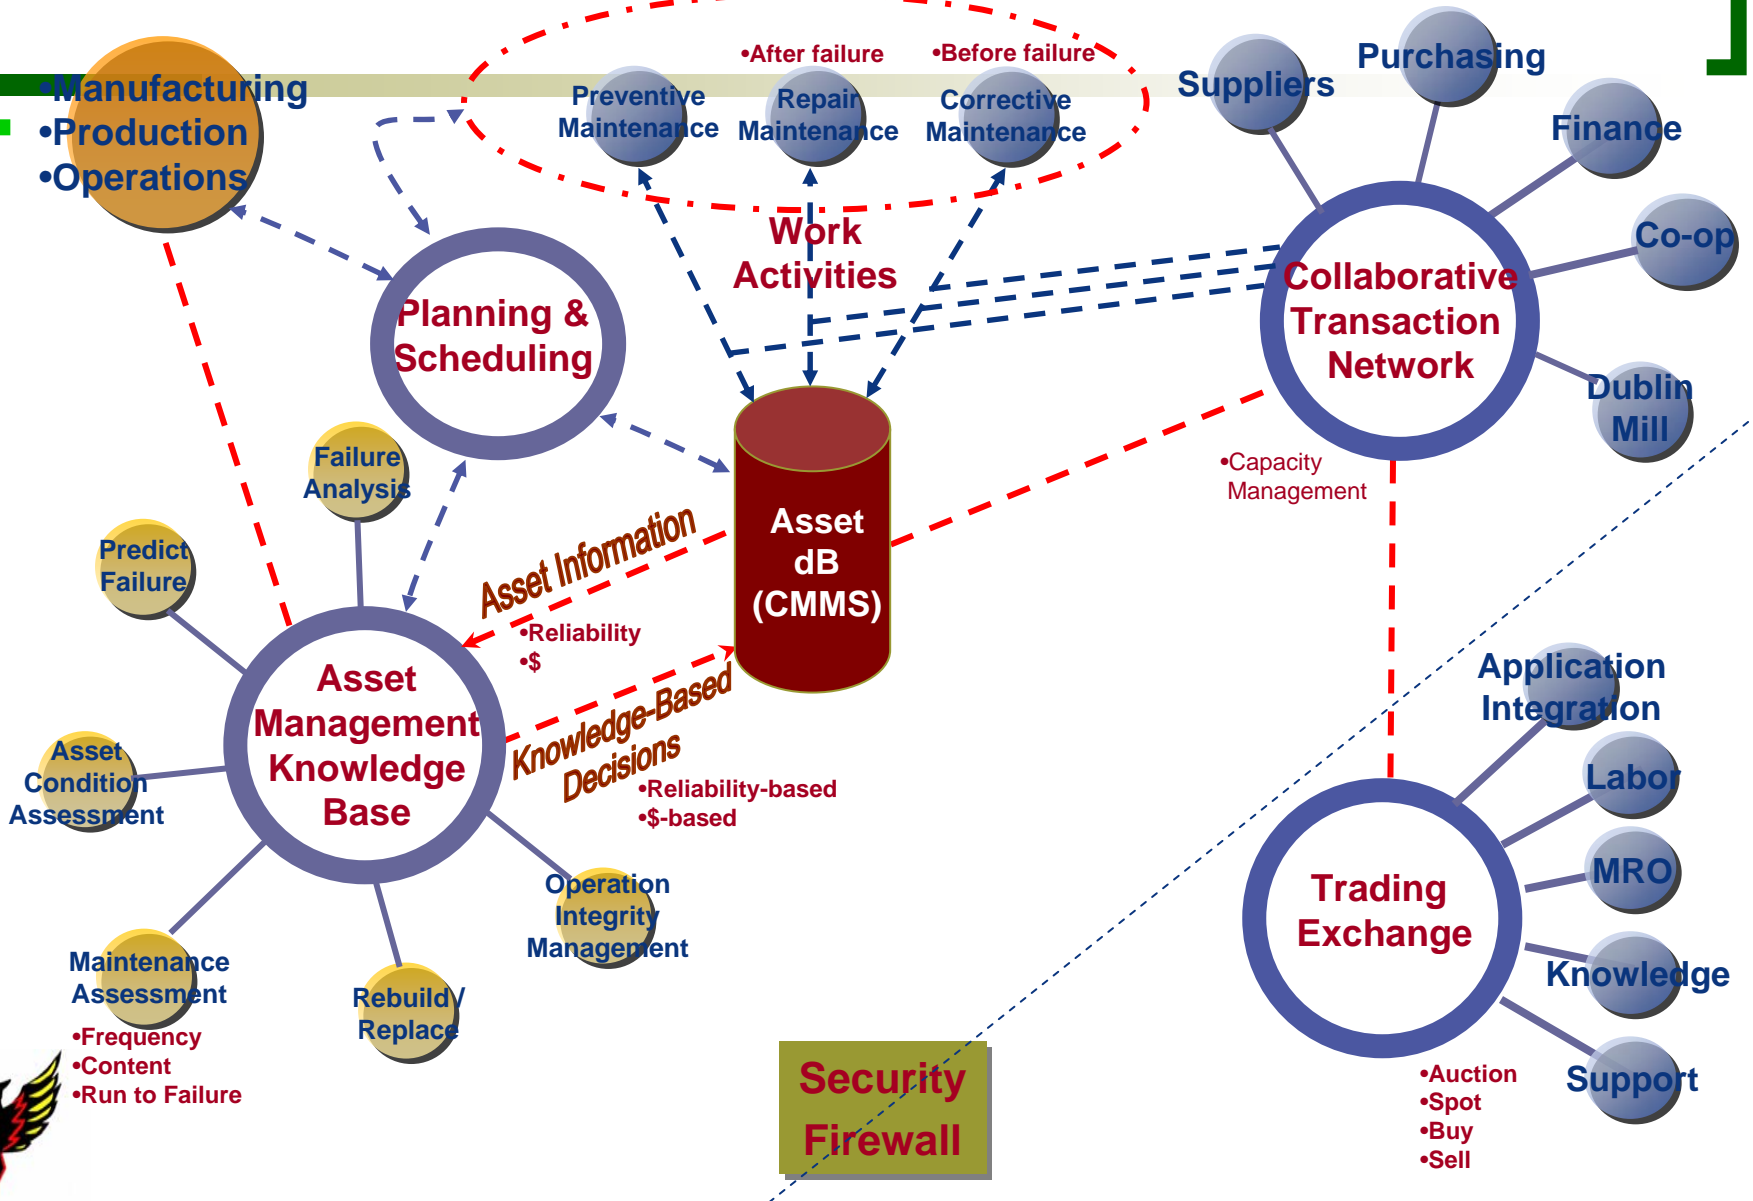 •Manufacturing
•Production
•Operations
•After failure
•Before failure
Preventive
Maintenance
Repair
Maintenance
Corrective
Maintenance
Work
Activities
Suppliers
Purchasing
Finance
Co-op
Dublin
Mill
Collaborative
Transaction
Network
•Capacity
Management
Planning &
Scheduling
Failure
Analysis
Predict
Failure
Asset
Condition
Assessment
Maintenance
Assessment
•Frequency
•Content
•Run to Failure
Rebuild /
Replace
Operation
Integrity
Management
Asset
Management
Knowledge
Base
Asset Information
•Reliability
•$
Knowledge-Based
Decisions
•Reliability-based
•$-based
Asset
dB
(CMMS)
Security
Firewall
Application
Integration
Labor
MRO
Knowledge
Support
Trading
Exchange
•Auction
•Spot
•Buy
•Sell